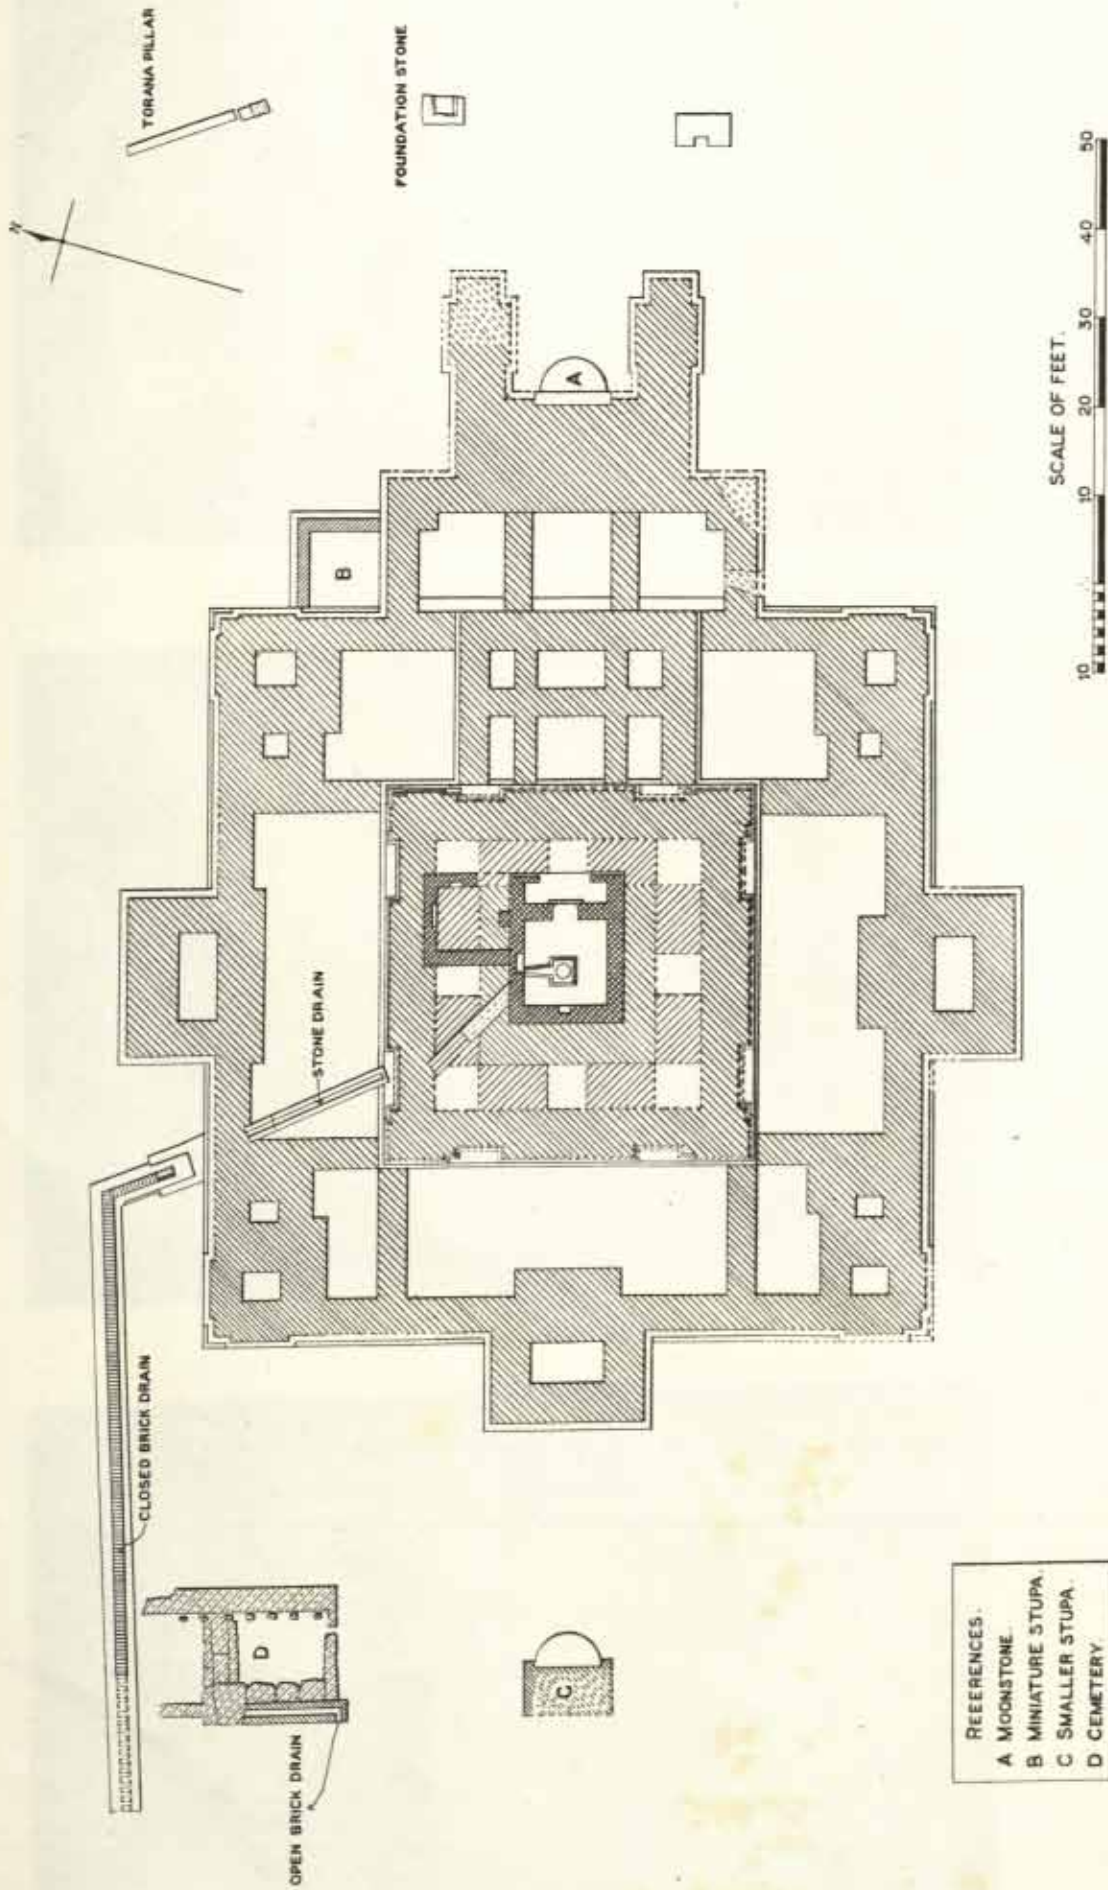 N
TORANA PILLAR
FOUNDATION STONE
STONE DRAIN
CLOSED BRICK DRAIN
OPEN BRICK DRAIN
A
B
C
D
SCALE OF FEET.
10 10 20 30 40 50
REEERENCES.
A MOONSTONE.
B MINIATURE STUPA.
C SMALLER STUPA.
D CEMETERY.